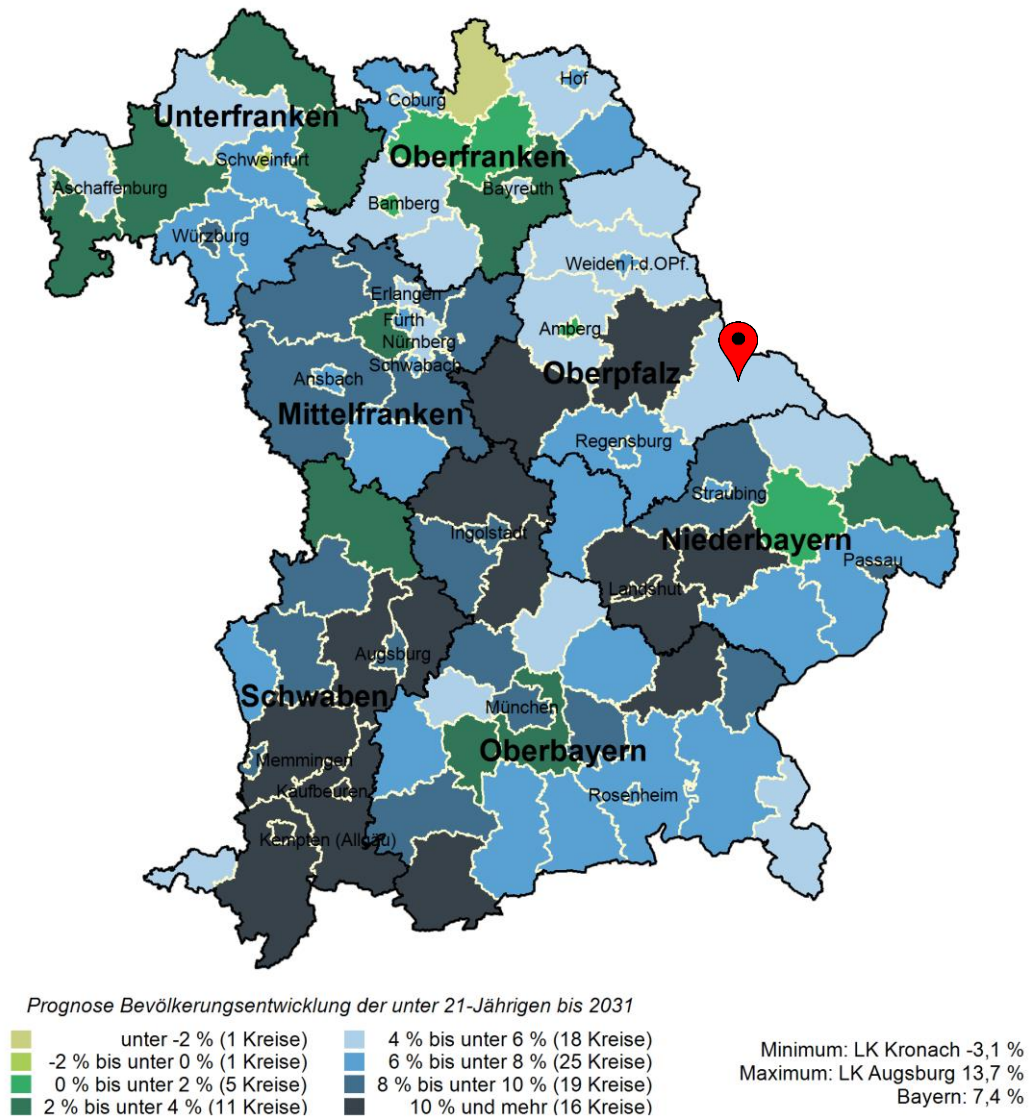 Hof
Coburg
Unterfranken
Schweinfurt
Oberfranken
Aschaffenburg
Bayreuth
Bamberg
Würzburg
Weiden i.d.OPf.
Erlangen
Fürth
Amberg
Nürnberg
Schwabach
Oberpfalz
Ansbach
Mittelfranken
Regensburg
Straubing
Ingolstadt
Niederbayern
Passau
Landshut
Augsburg
Schwaben
München
Oberbayern
Memmingen
Kaufbeuren
Rosenheim
Kempten (Allgäu)
Prognose Bevölkerungsentwicklung der unter 21-Jährigen bis 2031
unter -2 % (1 Kreise)
-2 % bis unter 0 % (1 Kreise)
0 % bis unter 2 % (5 Kreise)
2 % bis unter 4 % (11 Kreise)
4 % bis unter 6 % (18 Kreise)
6 % bis unter 8 % (25 Kreise)
8 % bis unter 10 % (19 Kreise)
10 % und mehr (16 Kreise)
Minimum: LK Kronach -3,1 %
Maximum: LK Augsburg 13,7 %
Bayern: 7,4 %